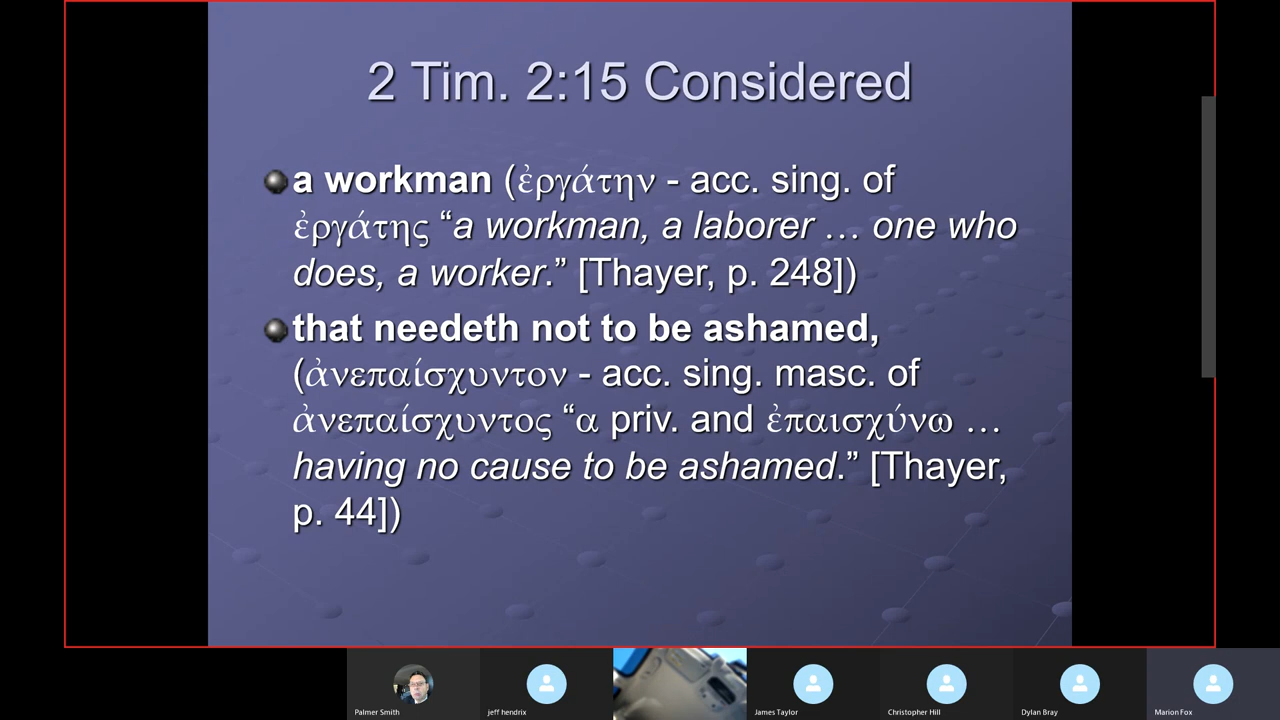 2 Tim. 2:15 Considered
a workman (ἐργάτην - acc. sing. of
ἐργάτης “a workman, a laborer … one who
does, a worker.” [Thayer, p. 248])
that needeth not to be ashamed,
(ἀνεπαίσχυντον - acc. sing. masc. of
ἀνεπαίσχυντος “α priv. and ἐπαισχύνω …
having no cause to be ashamed.” [Thayer,
p. 44])
Palmer Smith
jeff hendrix
James Taylor
Christopher Hill
Dylan Bray
Marion Fox